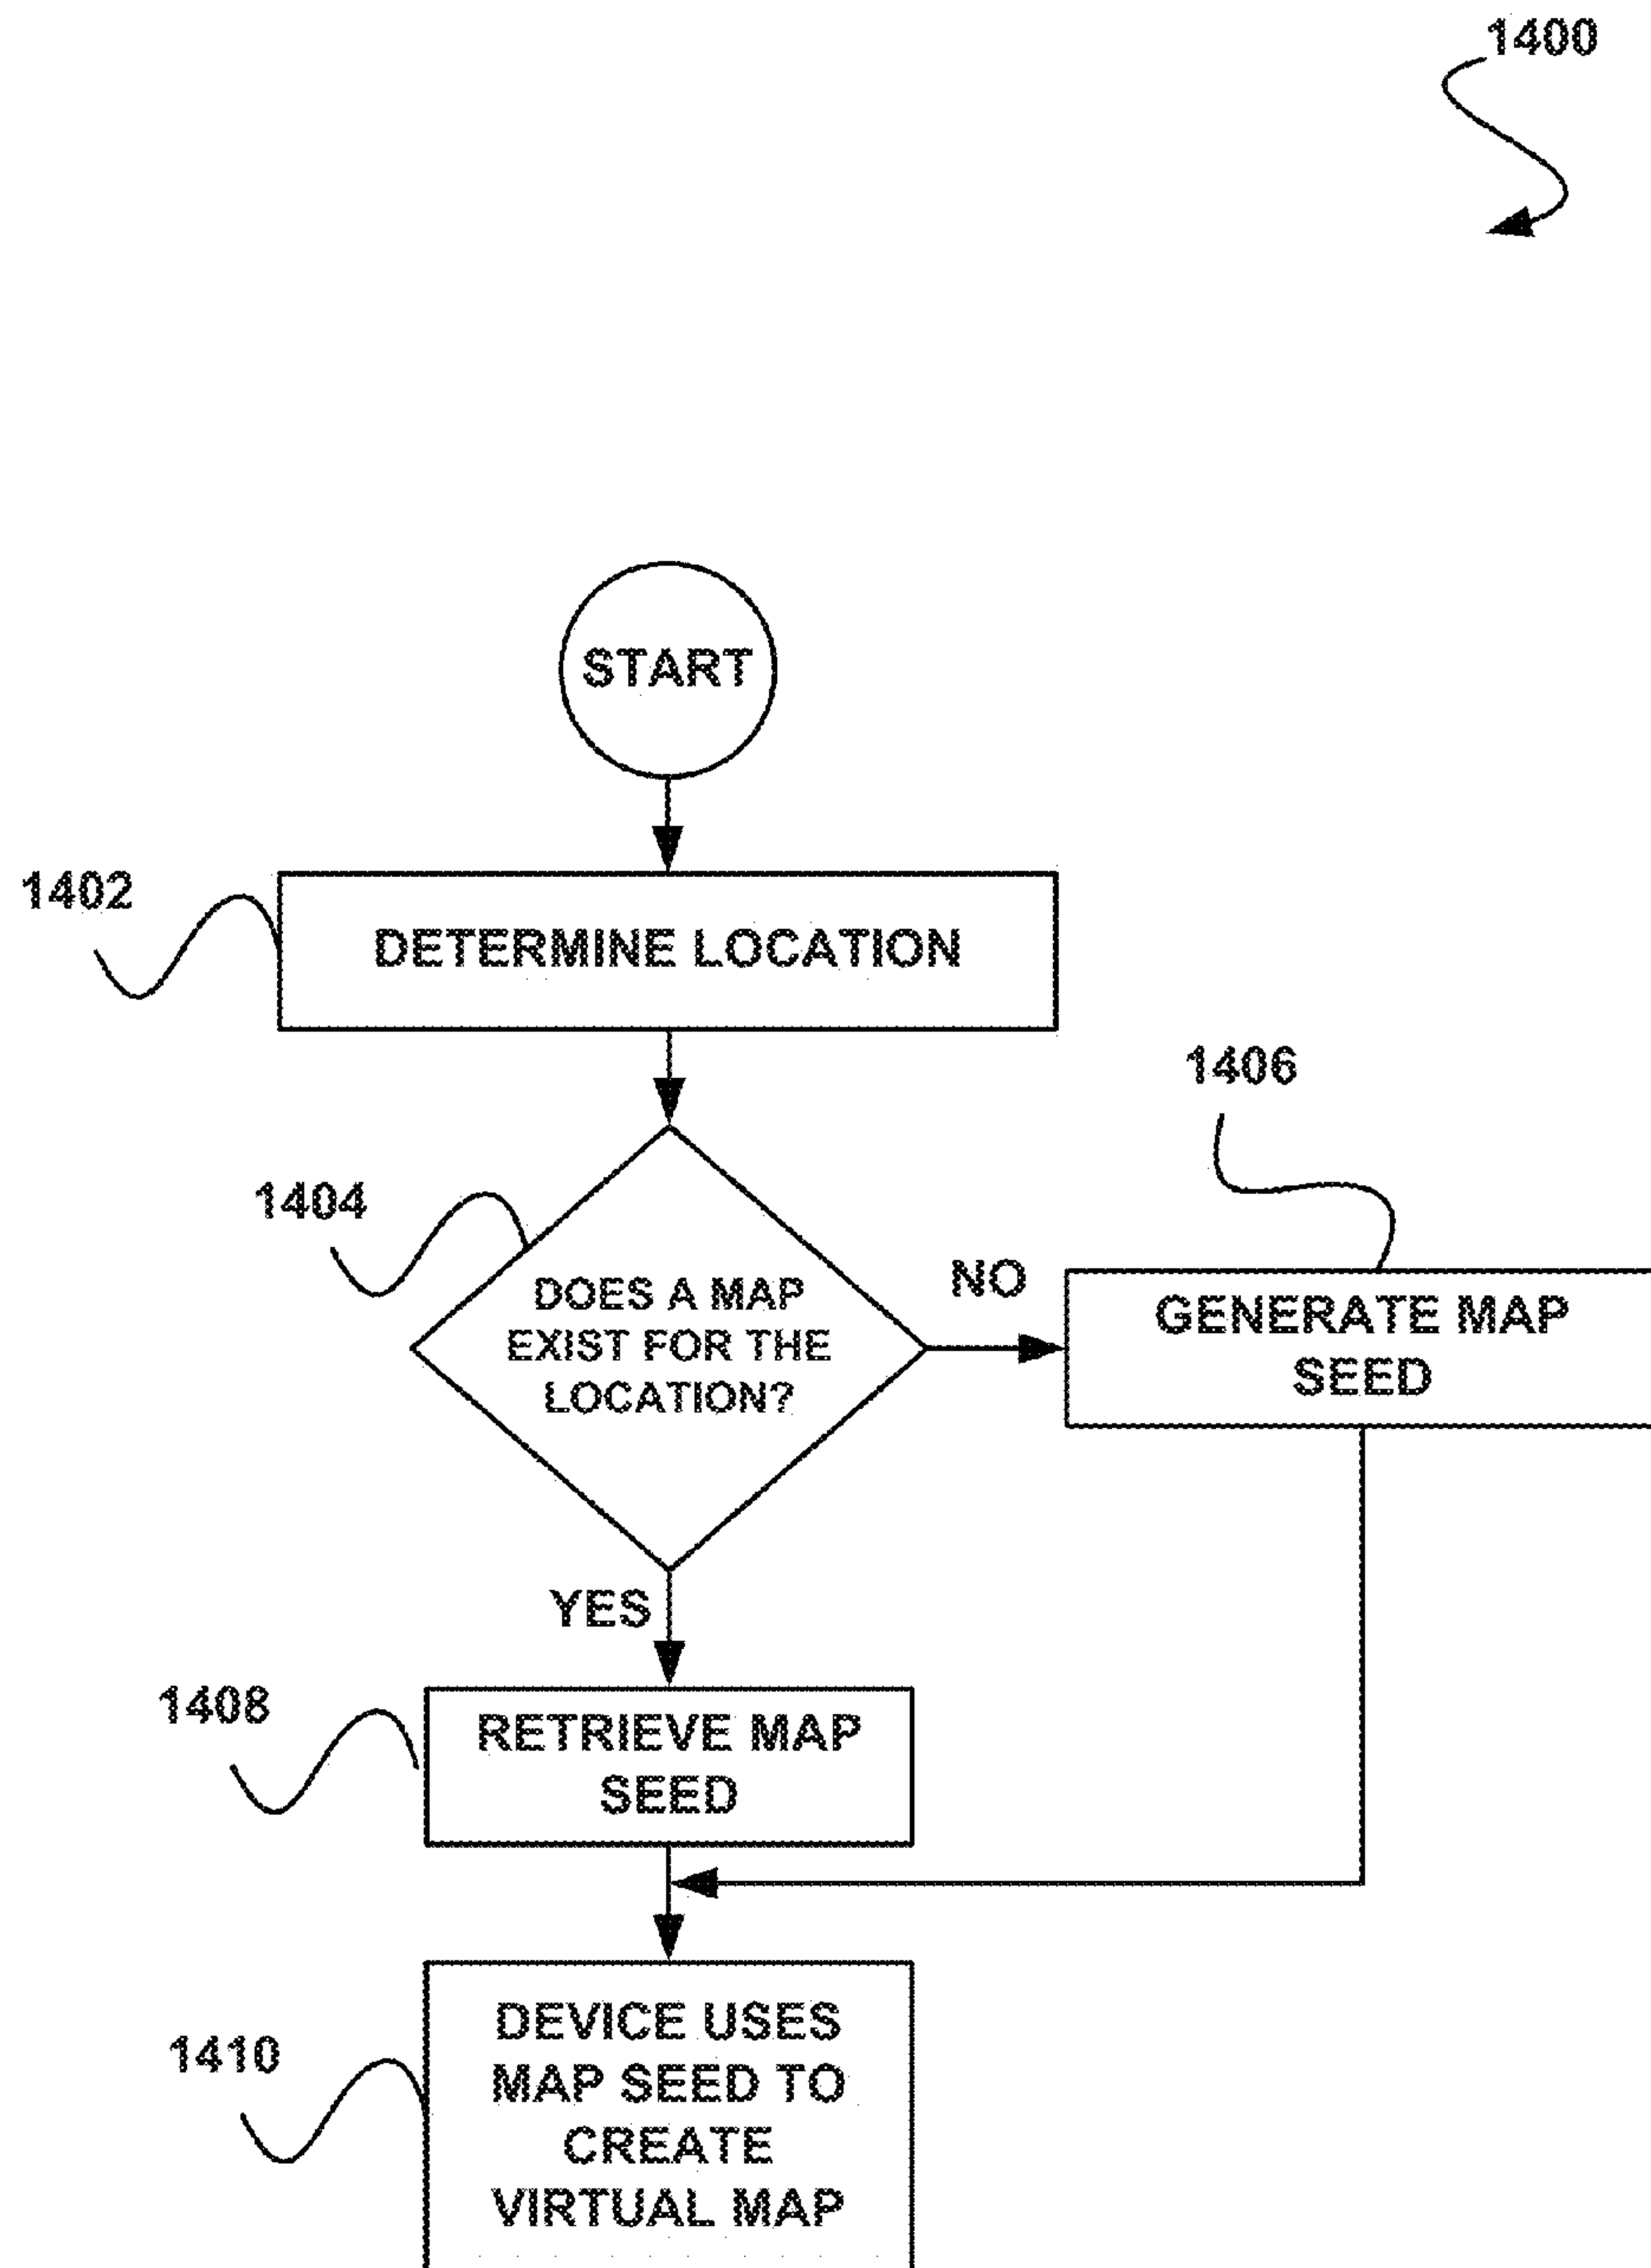 1400
START
1402
DETERMINE LOCATION
1406
1404
DOES A MAP
EXIST FOR THE
LOCATION?
NO
GENERATE MAP
SEED
YES
1408
RETRIEVE MAP
SEED
1410
DEVICE USES
MAP SEED TO
CREATE
VIRTUAL MAP